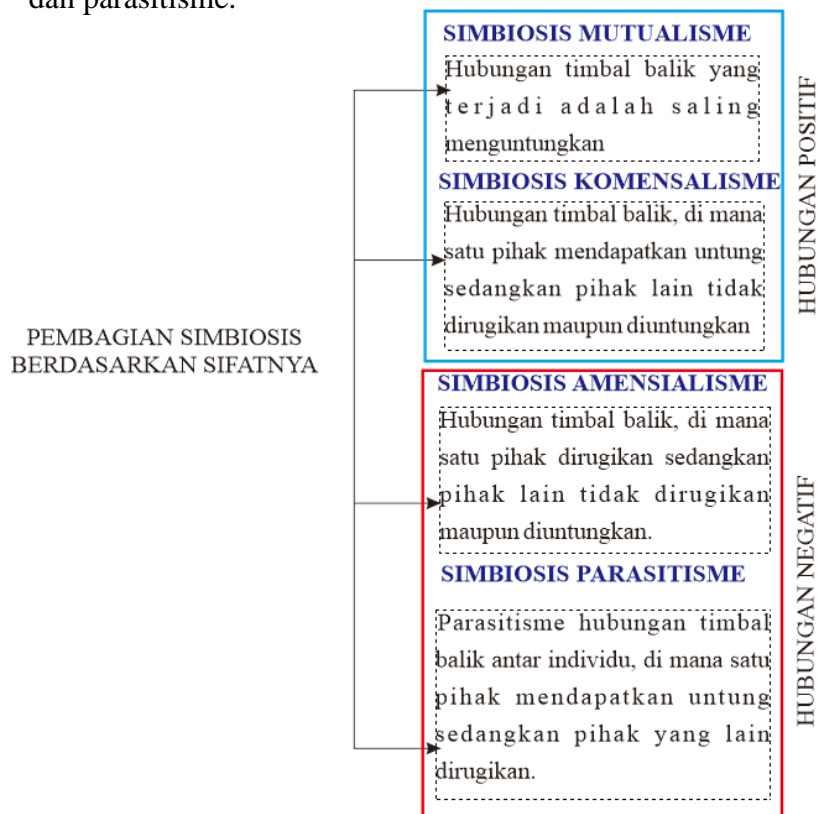 dan parasitisme.
SIMBIOSIS MUTUALISME
Hubungan timbal balik yang
terjadi adalah saling
menguntungkan
SIMBIOSIS KOMENSALISME
Hubungan timbal balik, di mana
satu pihak mendapatkan untung
sedangkan pihak lain tidak
dirugikan maupun diuntungkan
HUBUNGAN POSITIF
PEMBAGIAN SIMBIOSIS
BERDASARKAN SIFATNYA
SIMBIOSIS AMENSIALISME
Hubungan timbal balik, di mana
satu pihak dirugikan sedangkan
pihak lain tidak dirugikan
maupun diuntungkan.
SIMBIOSIS PARASITISME
Parasitisme hubungan timbal
balik antar individu, di mana satu
pihak mendapatkan untung
sedangkan pihak yang lain
dirugikan.
HUBUNGAN NEGATIF